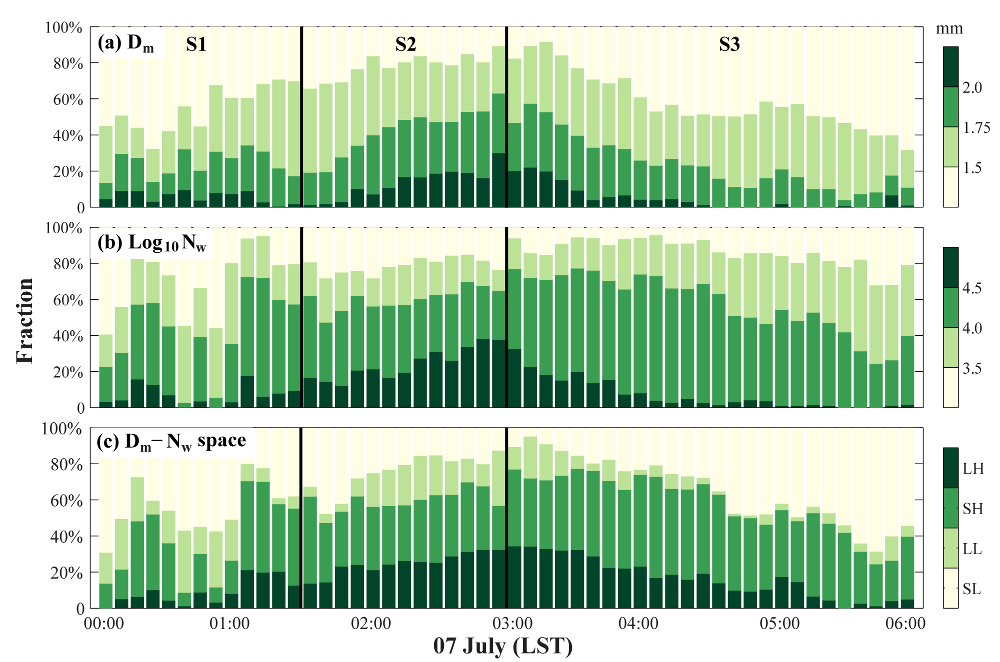 100%
80%
60%
40%
20%
0
(a) Dm
S1
S2
S3
mm
2.0
1.75
1.5
100%
80%
60%
40%
20%
0
(b) Log10 Nw
4.5
4.0
3.5
Fraction
100%
80%
60%
40%
20%
0
(c) Dm– Nw space
LH
SH
LL
SL
00:00 01:00 02:00 03:00 04:00 05:00 06:00
07 July (LST)